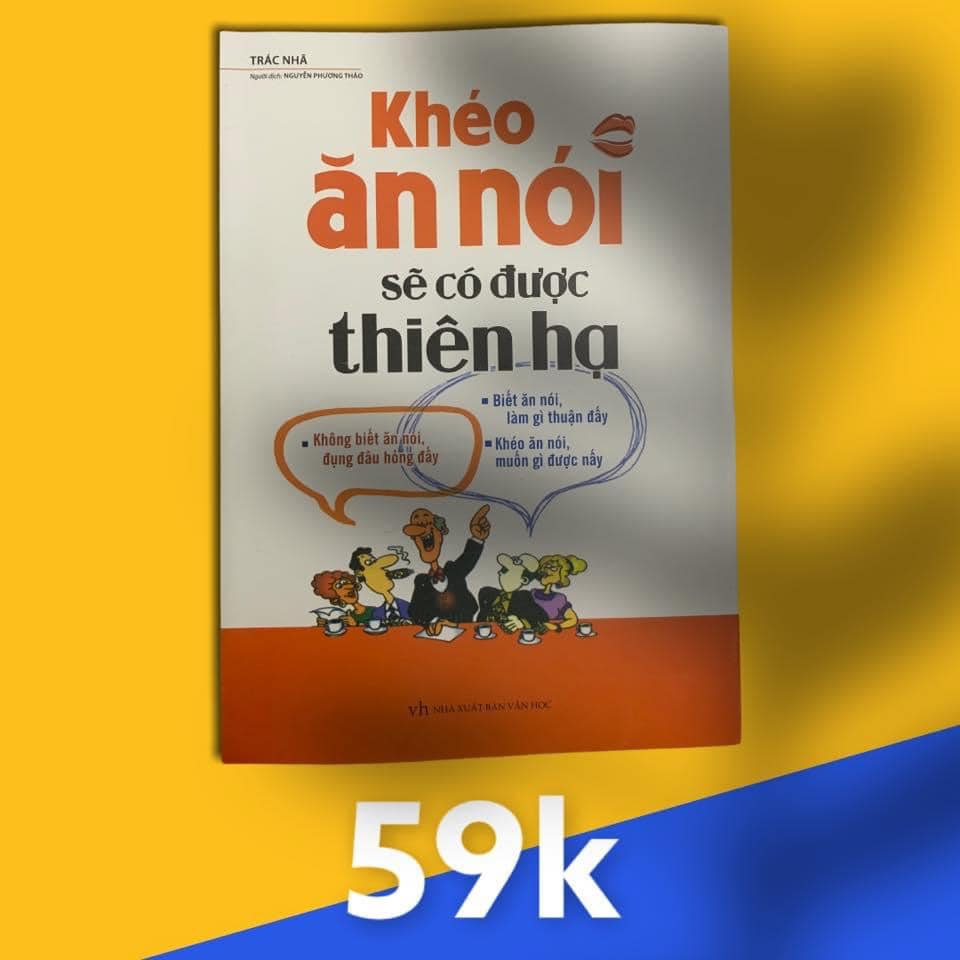 TRÁC NHÃ
Người dịch: NGUYỄN PHƯƠNG THẢO
Khéo
ăn nói
sẽ có được
thiên hạ
Biết ăn nói,
làm gì thuận đấy
Không biết ăn nói,
đụng đâu hỏng đấy
Khéo ăn nói,
muốn gì được nấy
vh NHÀ XUẤT BẢN VĂN HỌC
59k